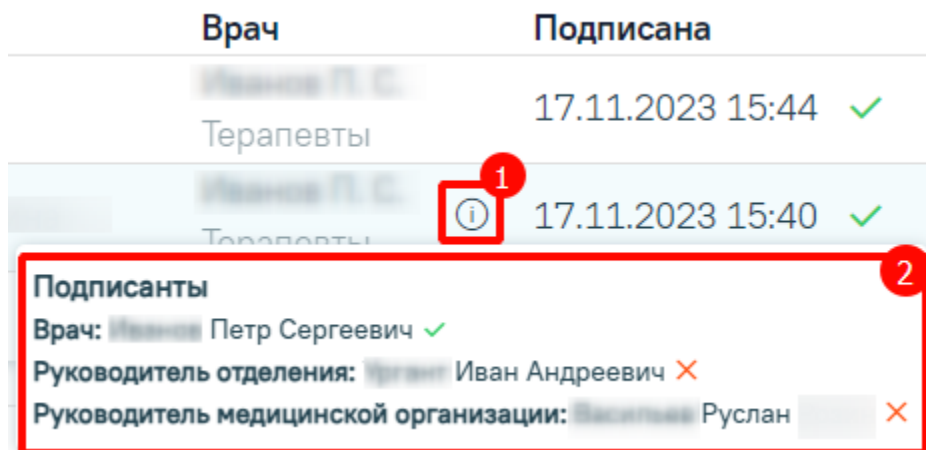 Врач Подписана
17.11.2023 15:44
Терапевты
1
17.11.2023 15:40
2
Подписанты
Врач: Петр Сергеевич
Руководитель отделения: Иван Андреевич
Руководитель медицинской организации: Руслан